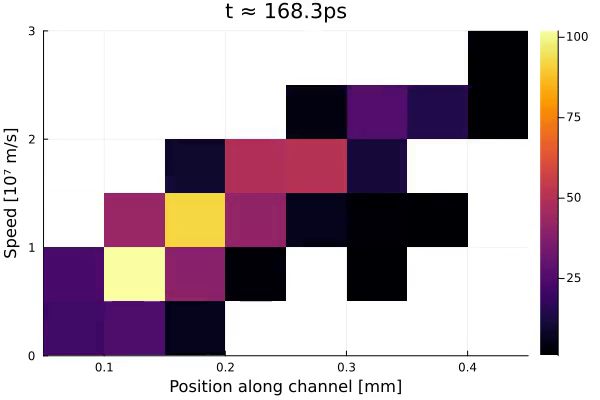 t ≈ 168.3ps
3
2
1
0
Speed [10⁷ m/s]
0.1 0.2 0.3 0.4
Position along channel [mm]
100
75
50
25